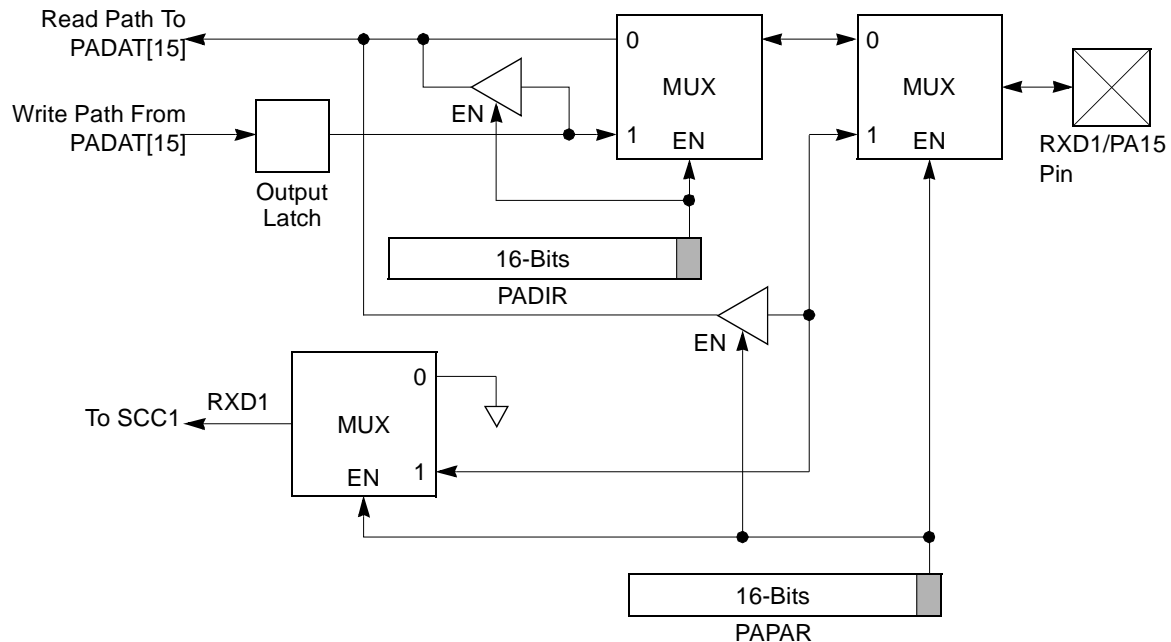 Read Path To
PADAT[15]
0
MUX
1
EN
0
MUX
1
EN
EN
Write Path From
PADAT[15]
Output
Latch
RXD1/PA15
Pin
16-Bits
PADIR
EN
To SCC1
RXD1
0
MUX
1
EN
16-Bits
PAPAR